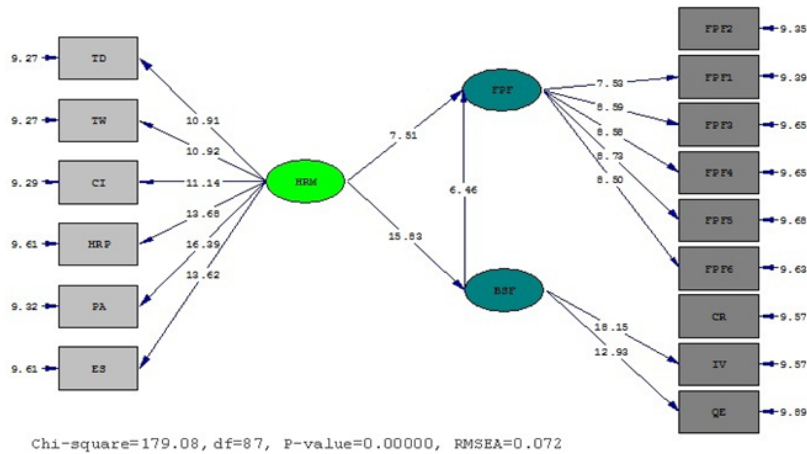 9.27 TD
9.27 TW
9.29 CI
9.61 HRP
9.32 PA
9.61 ES
10.91
10.92
11.14
13.68
16.39
13.62
HRM
7.51
15.83
FPF
6.46
BSF
7.53
8.59
8.58
8.73
8.50
18.15
12.93
FPF2 9.35
FPF1 9.39
FPF3 9.65
FPF4 9.65
FPF5 9.68
FPF6 9.63
CR 9.57
IV 9.57
QE 9.89
Chi-square=179.08, df=87, P-value=0.00000, RMSEA=0.072